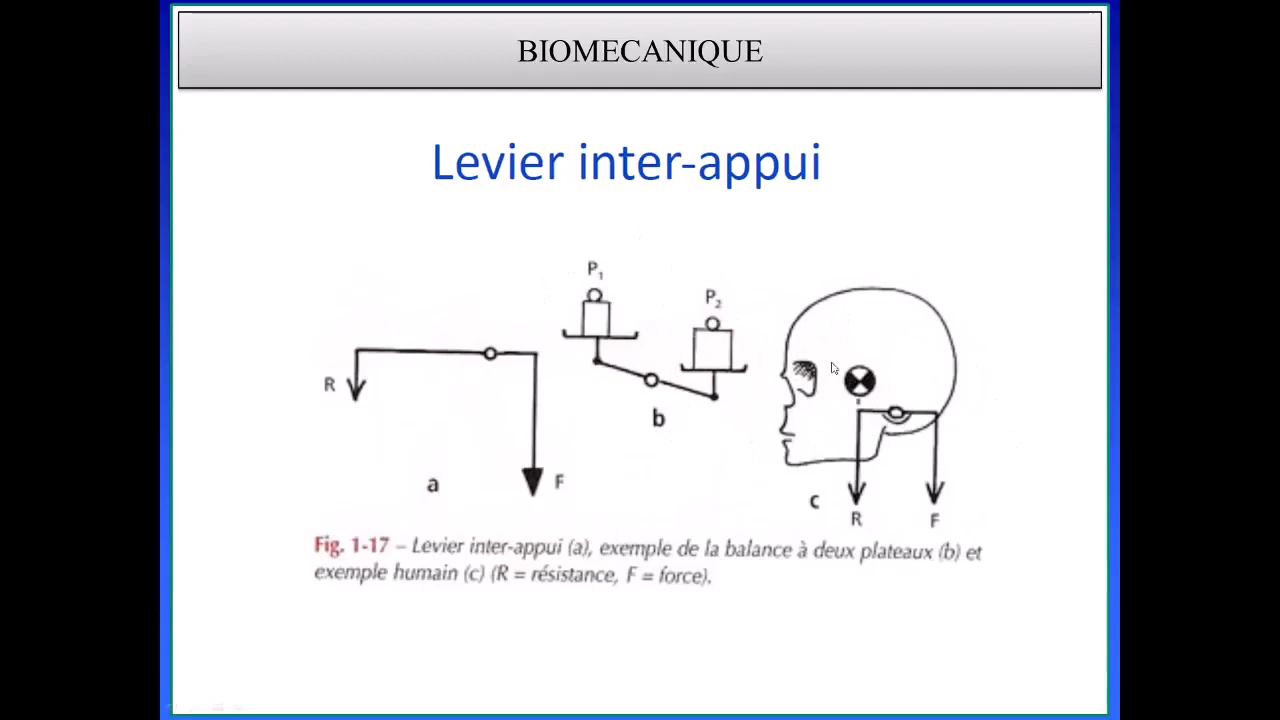 BIOMECANIQUE
Levier inter-appui
P1
P2
R
b
a
F
c
R
F
Fig. 1-17 – Levier inter-appui (a), exemple de la balance à deux plateaux (b) et
exemple humain (c) (R = résistance, F = force).